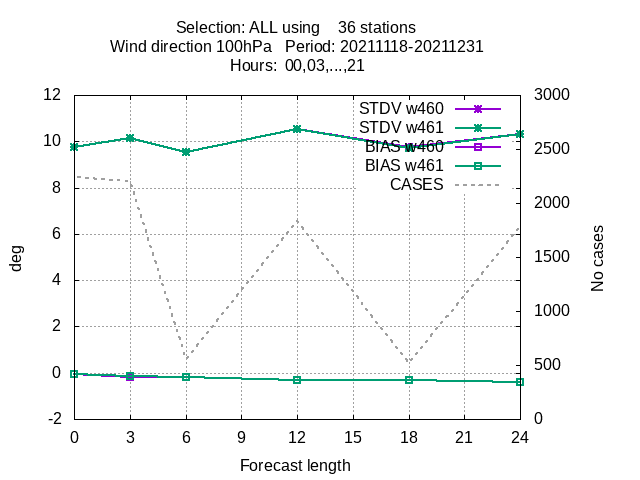 Selection: ALL using    36 stations
Wind direction 100hPa   Period: 20211118-20211231
Hours:  00,03,...,21
12
10
8
6
4
2
0
-2
3000
2500
2000
1500
1000
500
0
STDV w460
STDV w461
BIAS w460
BIAS w461
CASES
deg
No cases
0 3 6 9 12 15 18 21 24
Forecast length